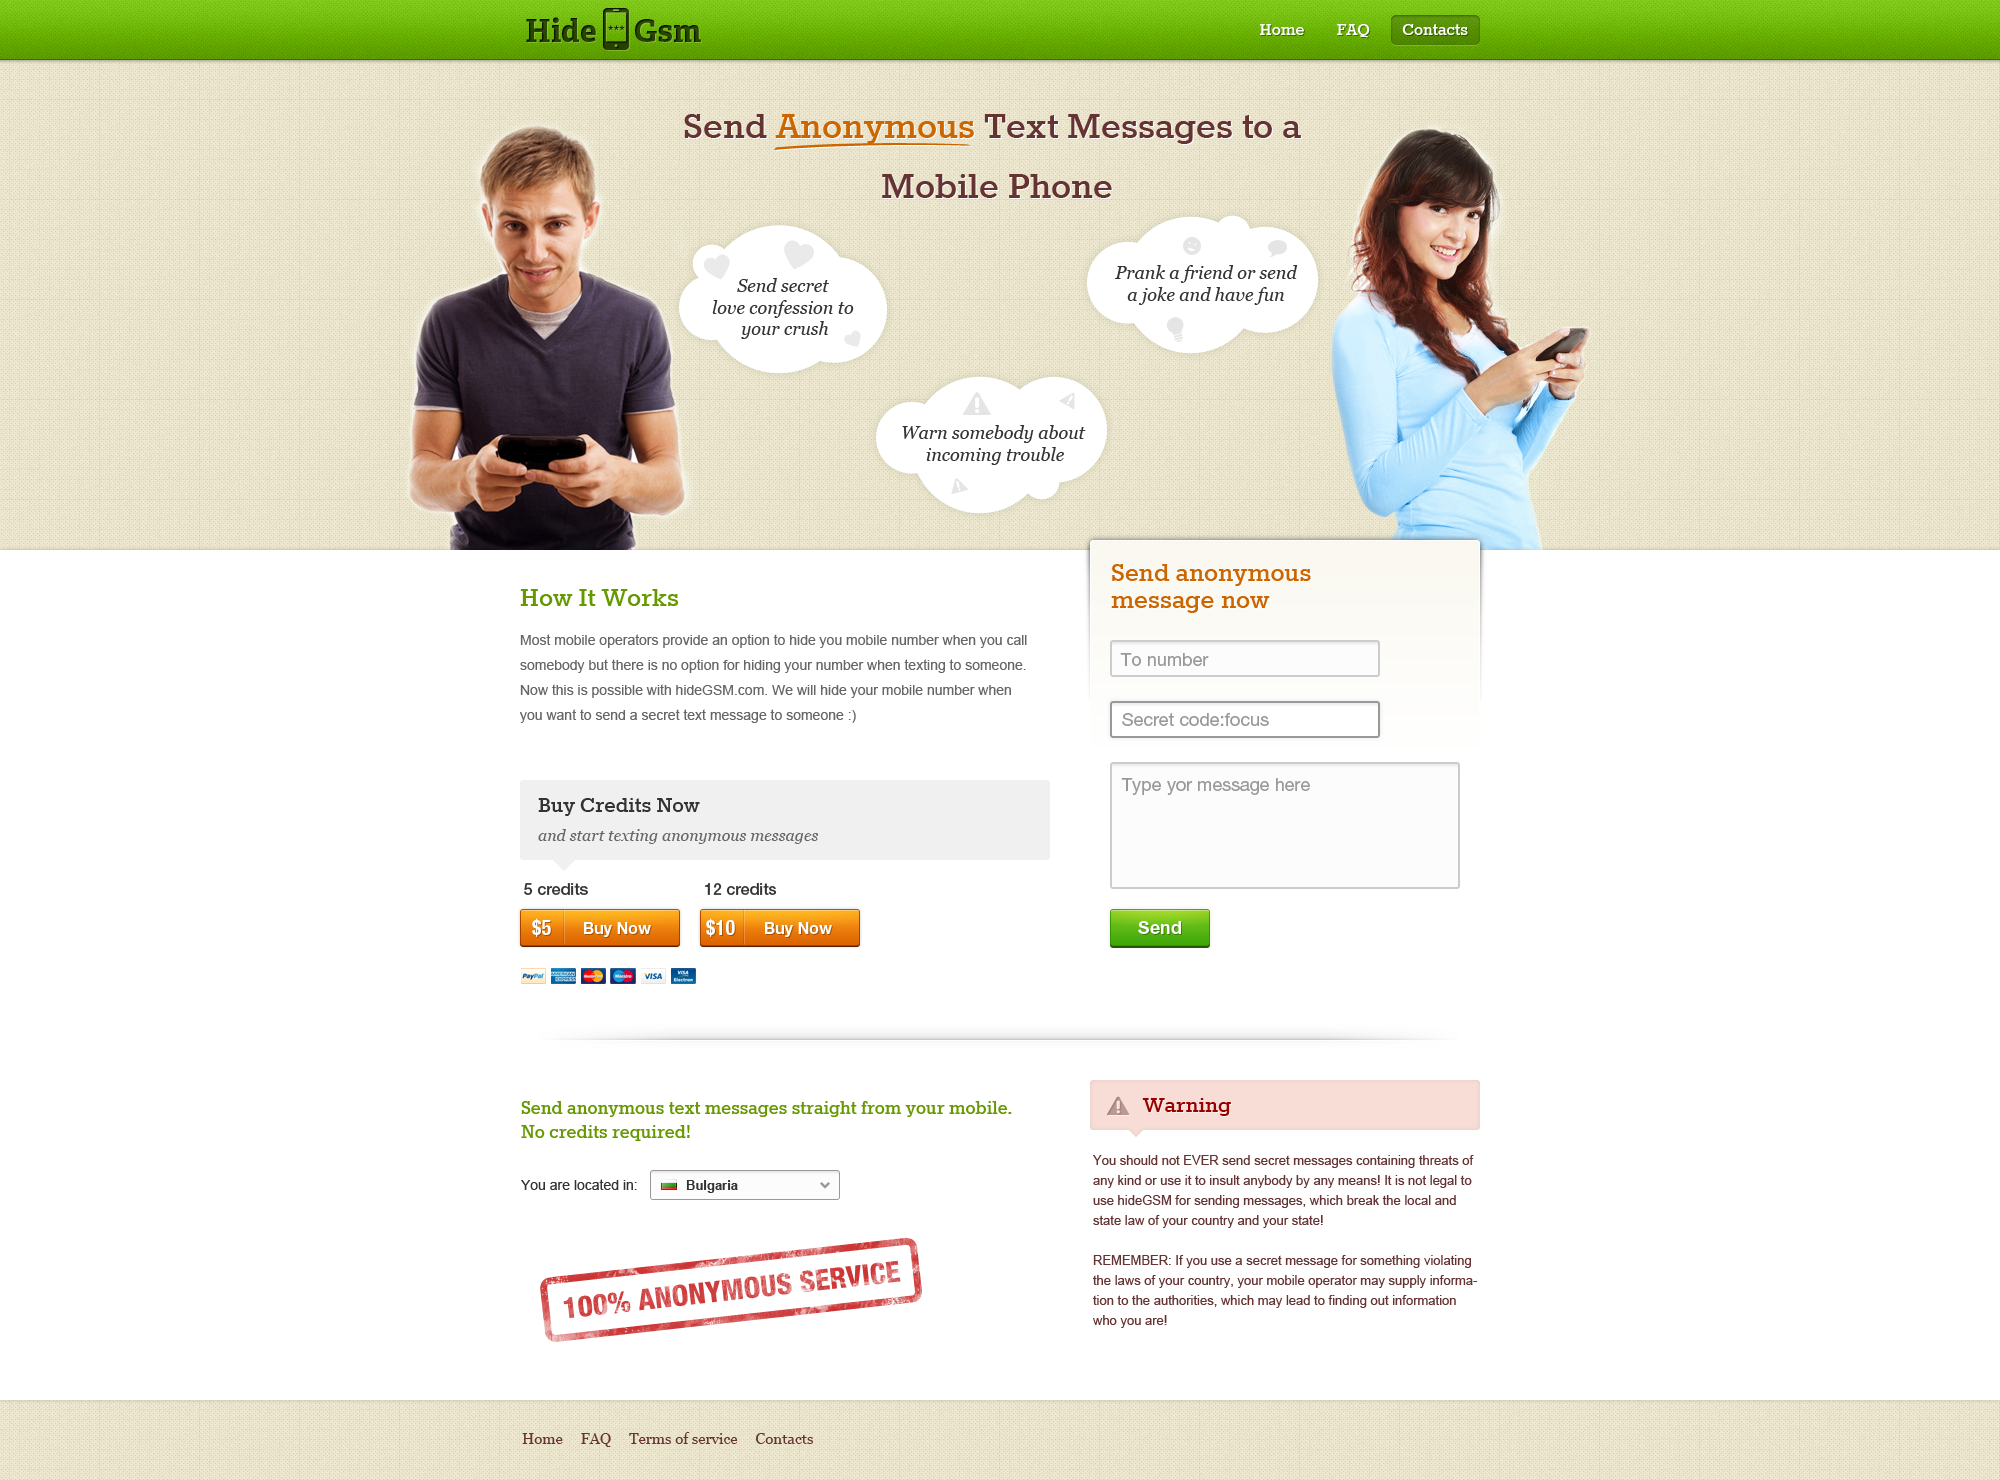 Hide *** Gsm
Home FAQ Contacts
Send Anonymous Text Messages to a
Mobile Phone
Send secret
love confession to
your crush
Prank a friend or send
a joke and have fun
Warn somebody about
incoming trouble
How It Works
Most mobile operators provide an option to hide you mobile number when you call
somebody but there is no option for hiding your number when texting to someone.
Now this is possible with hideGSM.com. We will hide your mobile number when
you want to send a secret text message to someone :)
Buy Credits Now
and start texting anonymous messages
5 credits
12 credits
$5 Buy Now
$10 Buy Now
PayPal AMERICAN EXPRESS MasterCard Maestro VISA VISA Electron
Send anonymous
message now
To number
Secret code:focus
Type yor message here
Send
Send anonymous text messages straight from your mobile.
No credits required!
You are located in: Bulgaria
100% ANONYMOUS SERVICE
Warning
You should not EVER send secret messages containing threats of
any kind or use it to insult anybody by any means! It is not legal to
use hideGSM for sending messages, which break the local and
state law of your country and your state!
REMEMBER: If you use a secret message for something violating
the laws of your country, your mobile operator may supply informa-
tion to the authorities, which may lead to finding out information
who you are!
Home FAQ Terms of service Contacts